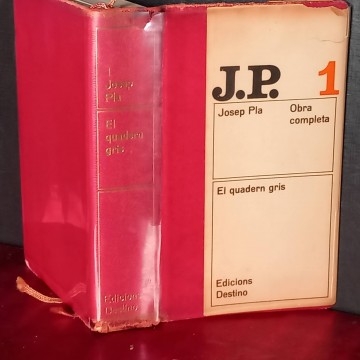 1
Josep
Pla
El
quadern
gris
Edicions
Destino
J.P. 1
Josep Pla
Obra
completa
El quadern gris
Edicions
Destino